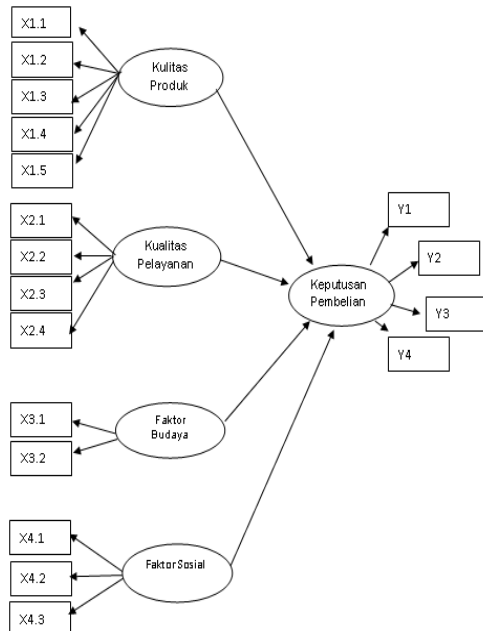 X1.1
X1.2
X1.3
X1.4
X1.5
Kulitas
Produk
X2.1
X2.2
X2.3
X2.4
Kualitas
Pelayanan
Y1
Y2
Y3
Y4
Keputusan
Pembelian
X3.1
X3.2
Faktor
Budaya
X4.1
X4.2
X4.3
Faktor Sosial